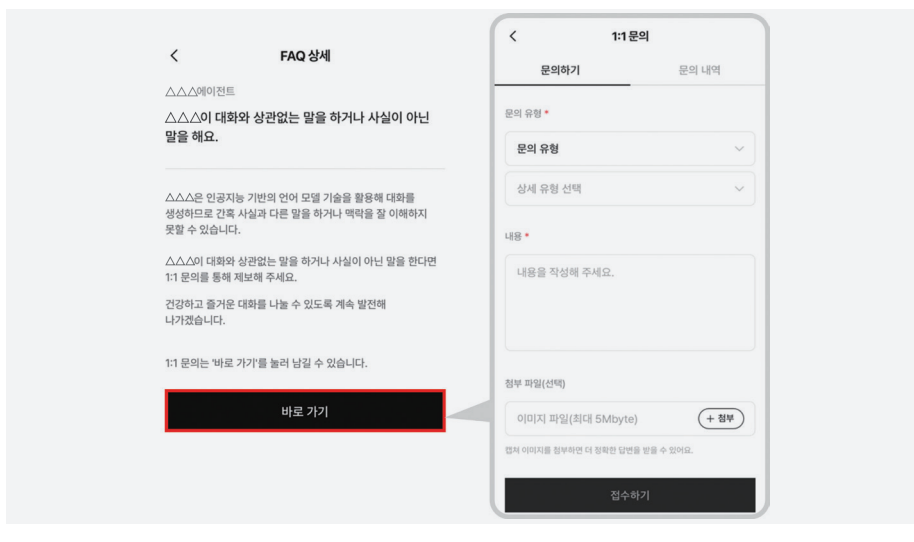 FAQ 상세
△△△에이전트
△△△이 대화와 상관없는 말을 하거나 사실이 아닌
말을 해요.
△△△은 인공지능 기반의 언어 모델 기술을 활용해 대화를
생성하므로 간혹 사실과 다른 말을 하거나 맥락을 잘 이해하지
못할 수 있습니다.
△△△이 대화와 상관없는 말을 하거나 사실이 아닌 말을 한다면
1:1 문의를 통해 제보해 주세요.
건강하고 즐거운 대화를 나눌 수 있도록 계속 발전해
나가겠습니다.
1:1 문의는 '바로 가기'를 눌러 남길 수 있습니다.
바로 가기
1:1 문의
문의하기 문의 내역
문의 유형 *
문의 유형
상세 유형 선택
내용 *
내용을 작성해 주세요.
첨부 파일(선택)
이미지 파일(최대 5Mbyte) + 첨부
캡처 이미지를 첨부하면 더 정확한 답변을 받을 수 있어요.
접수하기